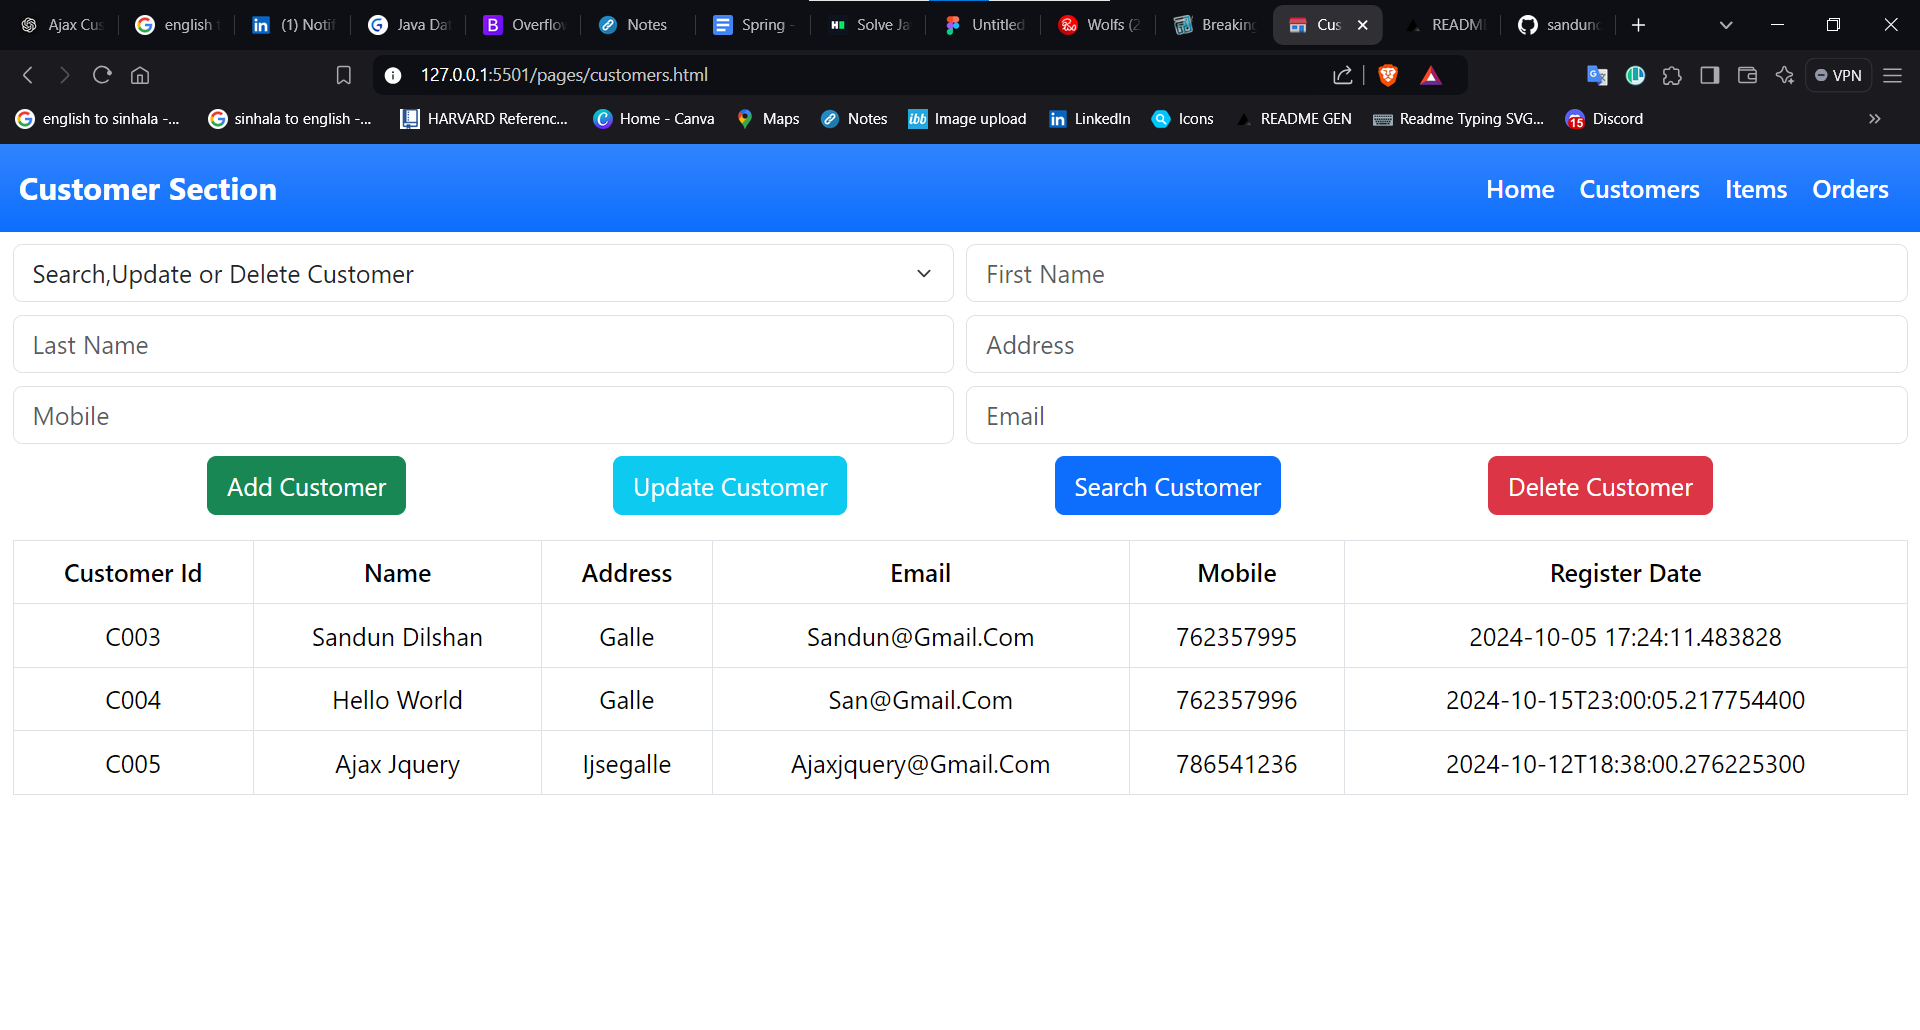 Ajax Cus
english t
(1) Notif
Java Dat
Overflow
Notes
Spring -
Solve Ja
Untitled
Wolfs (2
Breaking
Cus
README
sandund
127.0.0.1:5501/pages/customers.html
VPN
english to sinhala -...
sinhala to english -...
HARVARD Referenc...
Home - Canva
Maps
Notes
Image upload
LinkedIn
Icons
README GEN
Readme Typing SVG...
15
Discord
Customer Section
Home Customers Items Orders
Search,Update or Delete Customer
First Name
Last Name
Address
Mobile
Email
Add Customer
Update Customer
Search Customer
Delete Customer
Customer Id Name Address Email Mobile Register Date
C003 Sandun Dilshan Galle Sandun@Gmail.Com 762357995 2024-10-05 17:24:11.483828
C004 Hello World Galle San@Gmail.Com 762357996 2024-10-15T23:00:05.217754400
C005 Ajax Jquery Ijsegalle Ajaxjquery@Gmail.Com 786541236 2024-10-12T18:38:00.276225300